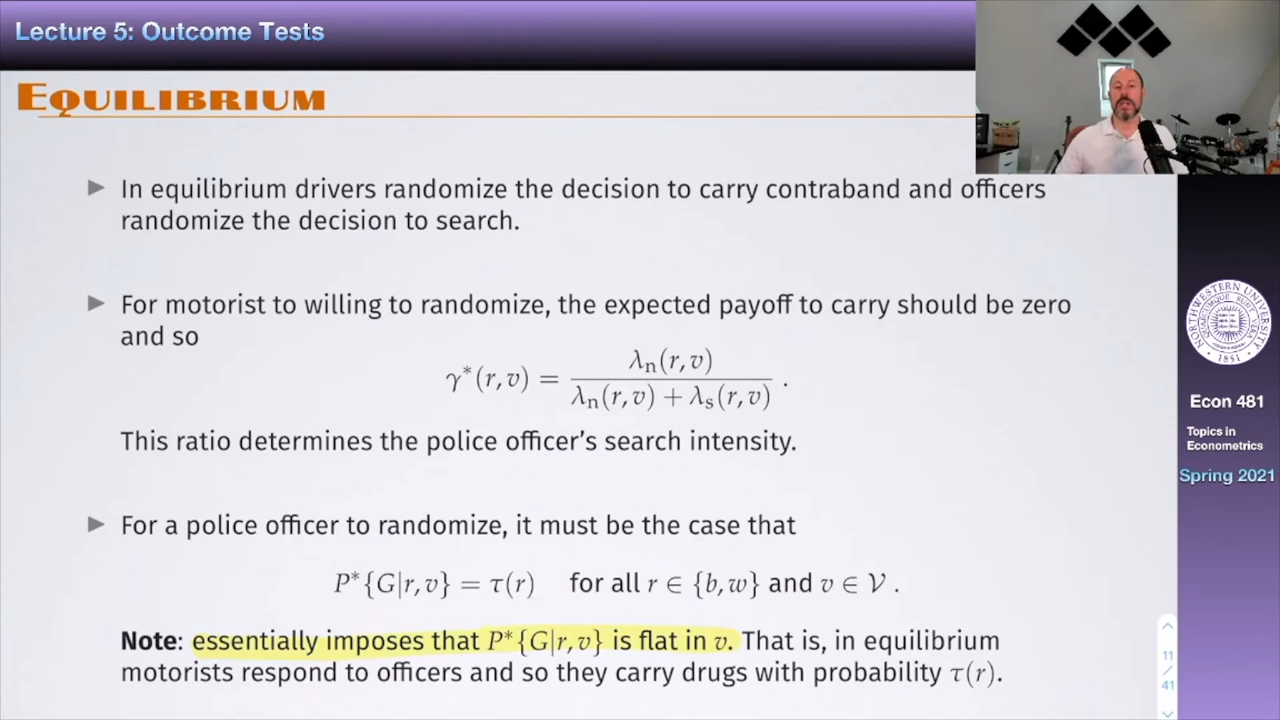 Lecture 5: Outcome Tests
EQUILIBRIUM
▶ In equilibrium drivers randomize the decision to carry contraband and officers
randomize the decision to search.
▶ For motorist to willing to randomize, the expected payoff to carry should be zero
and so
γ*(r, v) = λn(r, v) / (λn(r, v) + λs(r, v)) .
This ratio determines the police officer's search intensity.
▶ For a police officer to randomize, it must be the case that
P*{G|r, v} = τ(r) for all r ∈ {b, w} and v ∈ 𝒱 .
Note: essentially imposes that P*{G|r, v} is flat in v. That is, in equilibrium
motorists respond to officers and so they carry drugs with probability τ(r).
NORTHWESTERN UNIVERSITY
1851
Econ 481
Topics in
Econometrics
Spring 2021
11
/
41